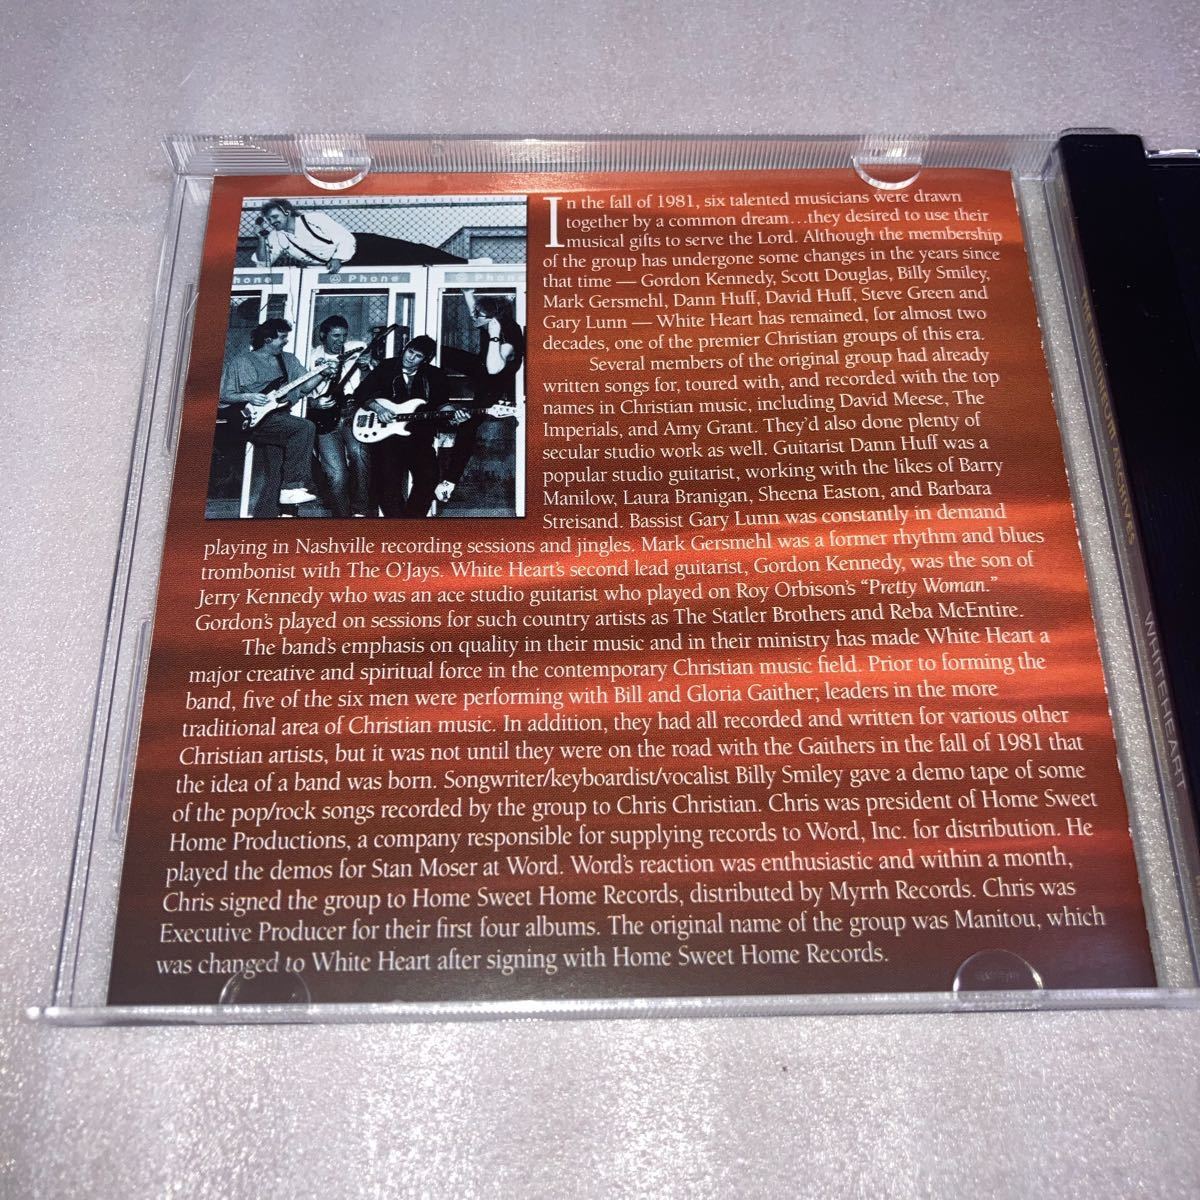 Phone
Phone
Phone
In the fall of 1981, six talented musicians were drawn
together by a common dream…they desired to use their
musical gifts to serve the Lord. Although the membership
of the group has undergone some changes in the years since
that time — Gordon Kennedy, Scott Douglas, Billy Smiley,
Mark Gersmehl, Dann Huff, David Huff, Steve Green and
Gary Lunn — White Heart has remained, for almost two
decades, one of the premier Christian groups of this era.
Several members of the original group had already
written songs for, toured with, and recorded with the top
names in Christian music, including David Meese, The
Imperials, and Amy Grant. They'd also done plenty of
secular studio work as well. Guitarist Dann Huff was a
popular studio guitarist, working with the likes of Barry
Manilow, Laura Branigan, Sheena Easton, and Barbara
Streisand. Bassist Gary Lunn was constantly in demand
playing in Nashville recording sessions and jingles. Mark Gersmehl was a former rhythm and blues
trombonist with The O'Jays. White Heart's second lead guitarist, Gordon Kennedy, was the son of
Jerry Kennedy who was an ace studio guitarist who played on Roy Orbison's "Pretty Woman."
Gordon's played on sessions for such country artists as The Statler Brothers and Reba McEntire.
The band's emphasis on quality in their music and in their ministry has made White Heart a
major creative and spiritual force in the contemporary Christian music field. Prior to forming the
band, five of the six men were performing with Bill and Gloria Gaither, leaders in the more
traditional area of Christian music. In addition, they had all recorded and written for various other
Christian artists, but it was not until they were on the road with the Gaithers in the fall of 1981 that
the idea of a band was born. Songwriter/keyboardist/vocalist Billy Smiley gave a demo tape of some
of the pop/rock songs recorded by the group to Chris Christian. Chris was president of Home Sweet
Home Productions, a company responsible for supplying records to Word, Inc. for distribution. He
played the demos for Stan Moser at Word. Word's reaction was enthusiastic and within a month,
Chris signed the group to Home Sweet Home Records, distributed by Myrrh Records. Chris was
Executive Producer for their first four albums. The original name of the group was Manitou, which
was changed to White Heart after signing with Home Sweet Home Records.
ARCHIVES
WHITE HEART